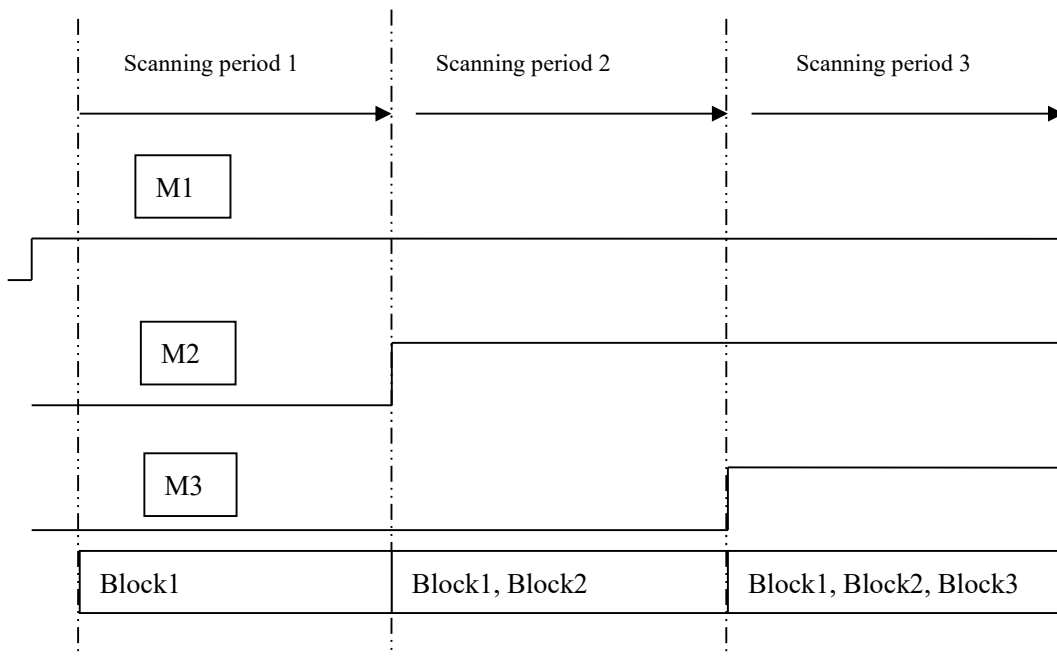 Scanning period 1
Scanning period 2
Scanning period 3
M1
M2
M3
Block1
Block1, Block2
Block1, Block2, Block3